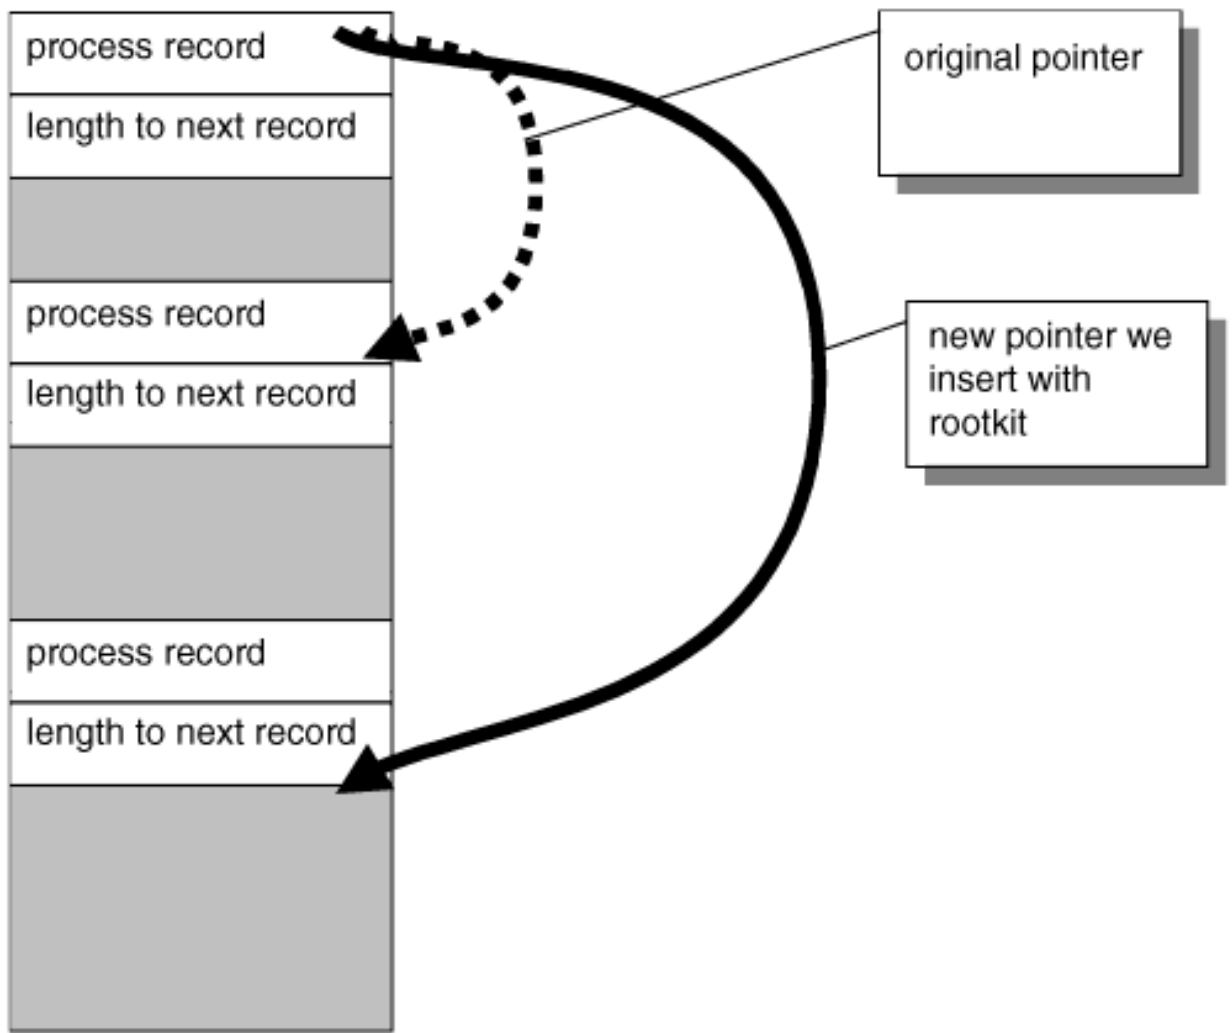 process record
length to next record
process record
length to next record
process record
length to next record
original pointer
new pointer we
insert with
rootkit